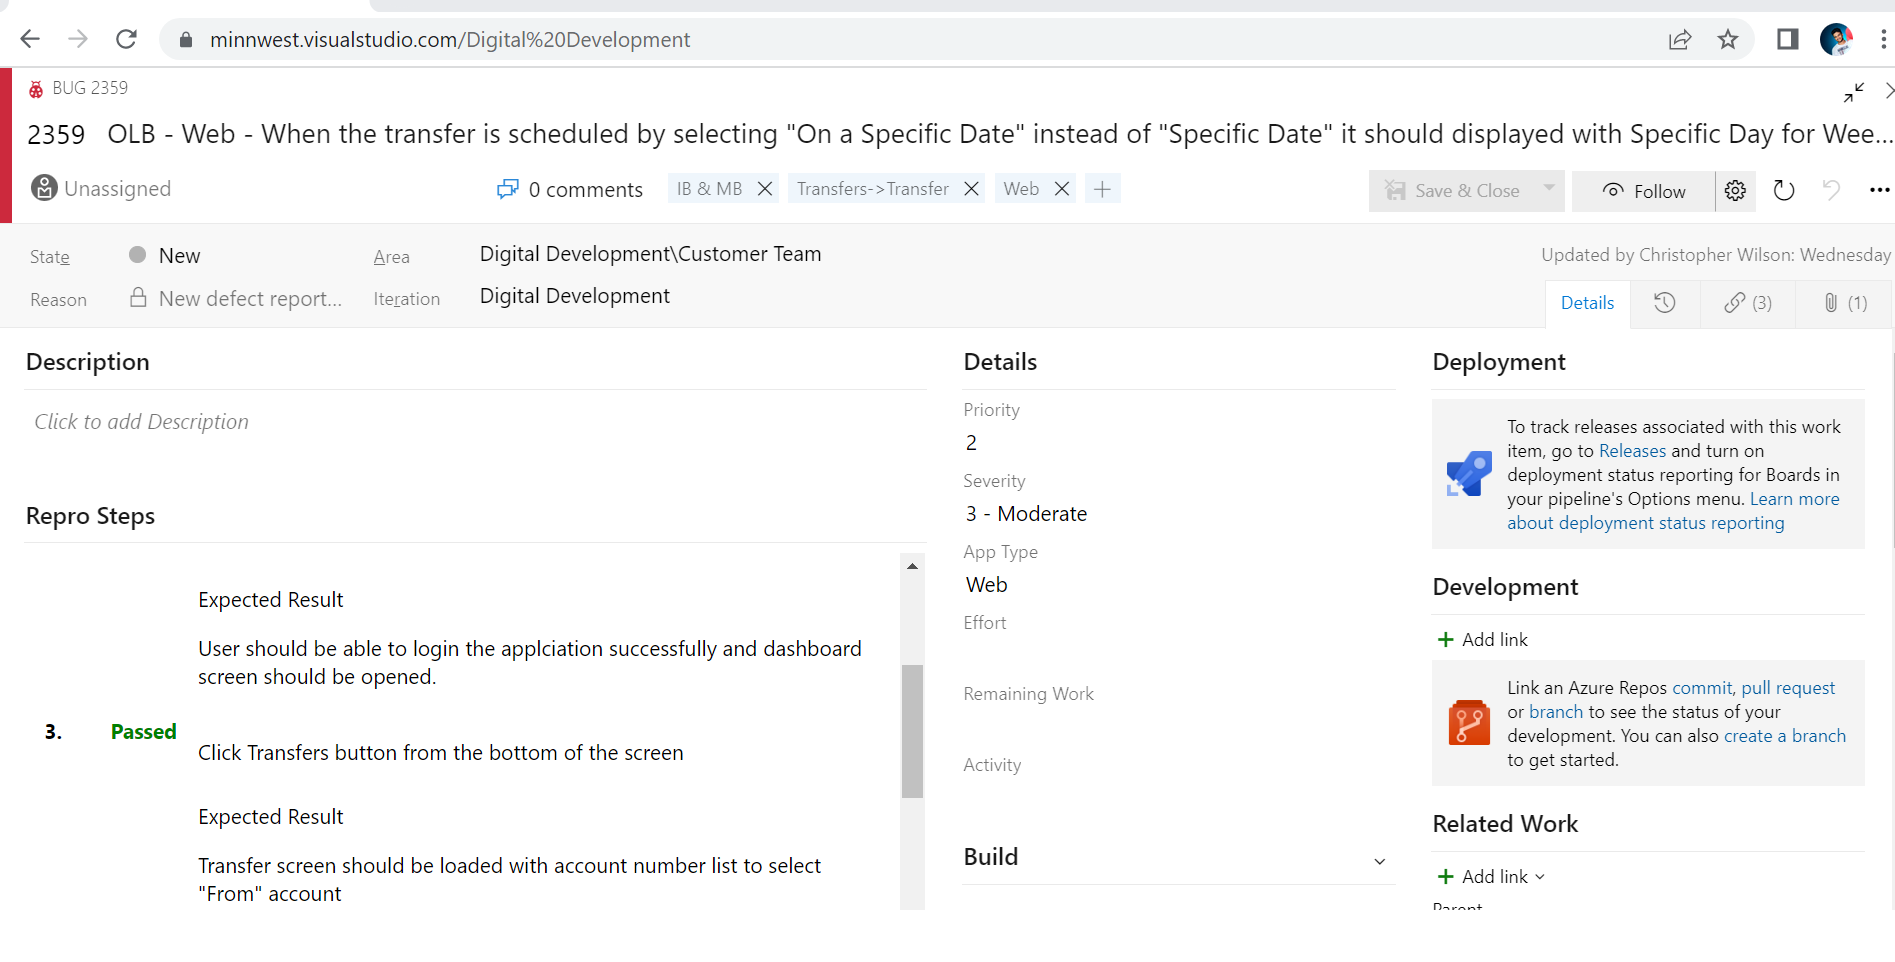 minnwest.visualstudio.com/Digital%20Development
BUG 2359
2359 OLB - Web - When the transfer is scheduled by selecting "On a Specific Date" instead of "Specific Date" it should displayed with Specific Day for Wee...
Unassigned
0 comments
IB & MB
Transfers->Transfer
Web
Save & Close
Follow
State
New
Area
Digital Development\Customer Team
Updated by Christopher Wilson: Wednesday
Reason
New defect report...
Iteration
Digital Development
Details
(3)
(1)
Description
Click to add Description
Repro Steps
Expected Result
User should be able to login the applciation successfully and dashboard
screen should be opened.
3. Passed
Click Transfers button from the bottom of the screen
Expected Result
Transfer screen should be loaded with account number list to select
"From" account
Details
Priority
2
Severity
3 - Moderate
App Type
Web
Effort
Remaining Work
Activity
Build
Deployment
To track releases associated with this work
item, go to Releases and turn on
deployment status reporting for Boards in
your pipeline's Options menu. Learn more
about deployment status reporting
Development
Add link
Link an Azure Repos commit, pull request
or branch to see the status of your
development. You can also create a branch
to get started.
Related Work
Add link
Parent